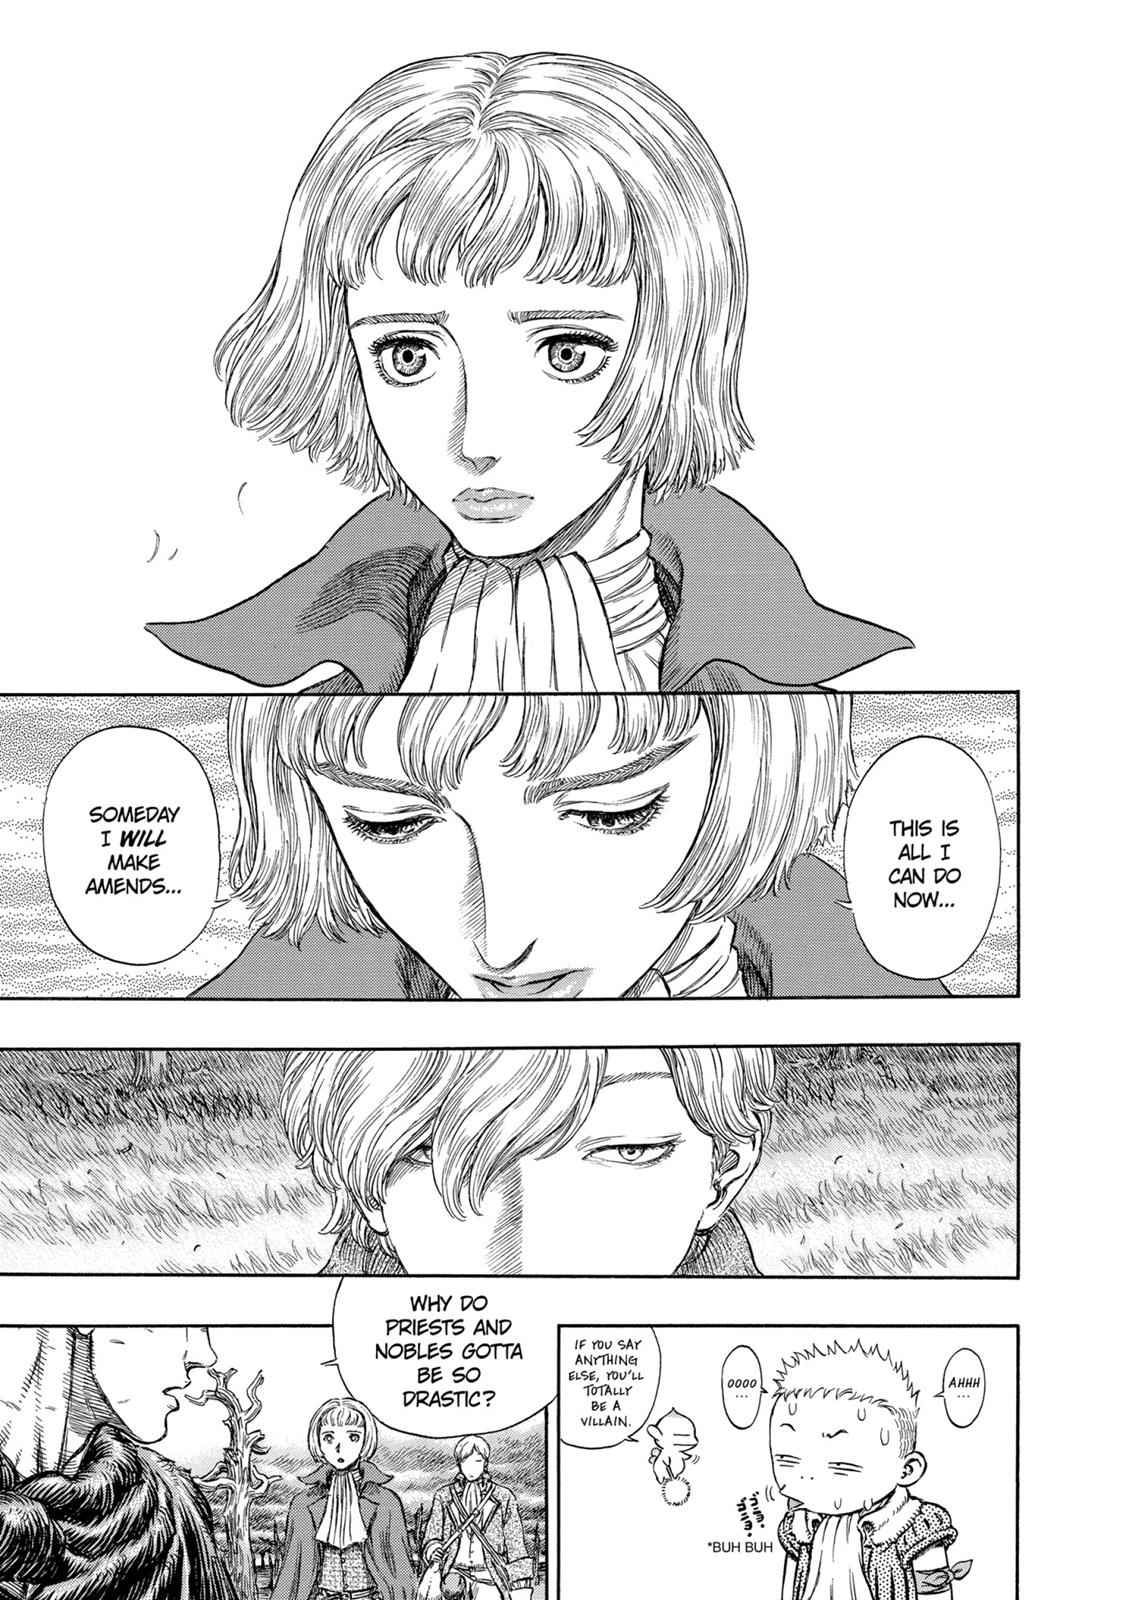 THIS IS
ALL I
CAN DO
NOW...
SOMEDAY
I WILL
MAKE
AMENDS...
AHHH
...
OOOO
...
IF YOU SAY
ANYTHING
ELSE, YOU'LL
TOTALLY
BE A
VILLAIN.
*BUH BUH
WHY DO
PRIESTS AND
NOBLES GOTTA
BE SO
DRASTIC?